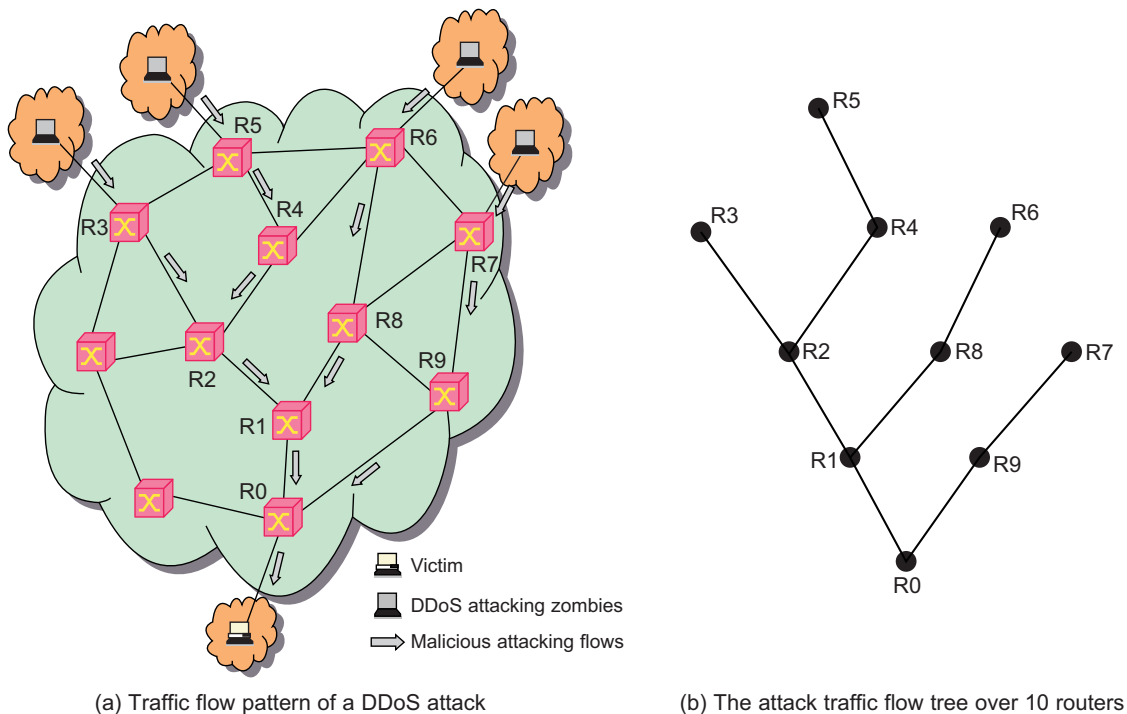 R5
R6
R4
R3
R7
R8
R2
R9
R1
R0
Victim
DDoS attacking zombies
Malicious attacking flows
(a) Traffic flow pattern of a DDoS attack
R5
R3
R4
R6
R2
R8
R7
R1
R9
R0
(b) The attack traffic flow tree over 10 routers